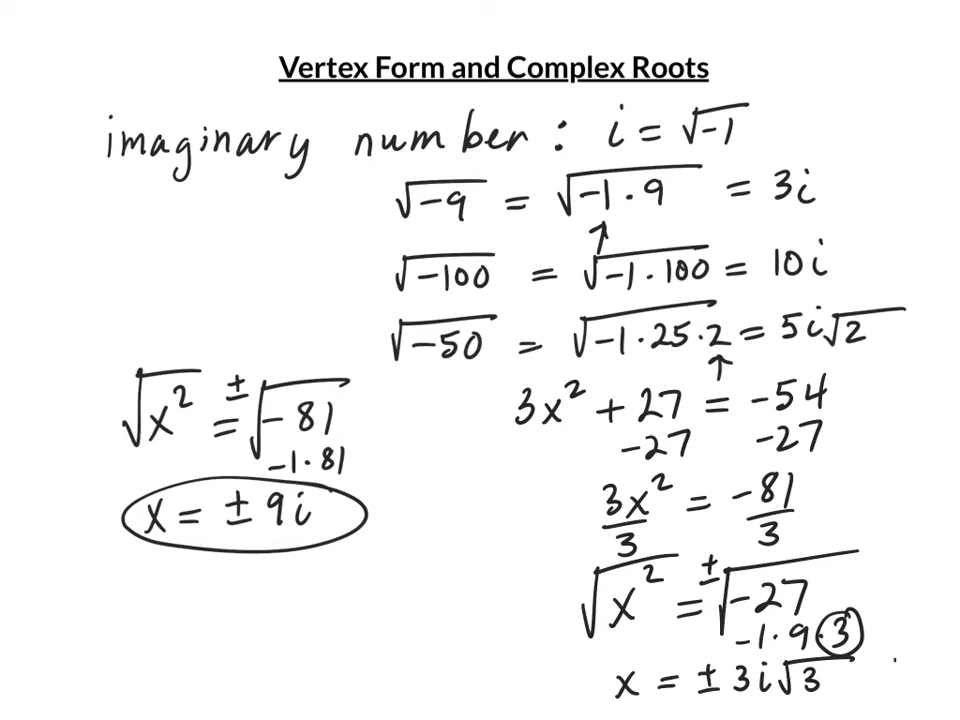 Vertex Form and Complex Roots
imaginary number: i = √-1
√-9 = √-1·9 = 3i
√-100 = √-1·100 = 10i
√-50 = √-1·25·2 = 5i√2
√x² = ±√-81
-1·81
x = ±9i
3x² + 27 = -54
-27 -27
3x² = -81
3 3
√x² = ±√-27
-1·9·3
x = ±3i√3